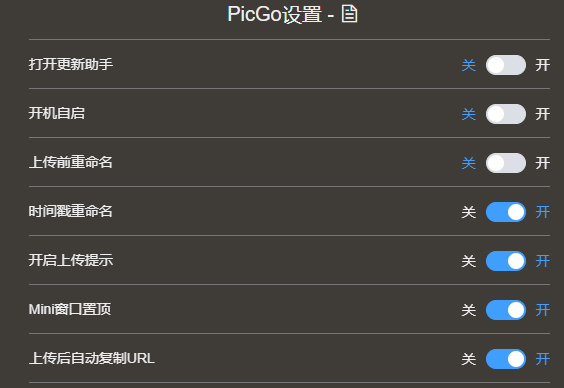 PicGo设置 -
打开更新助手 关 开
开机自启 关 开
上传前重命名 关 开
时间戳重命名 关 开
开启上传提示 关 开
Mini窗口置顶 关 开
上传后自动复制URL 关 开